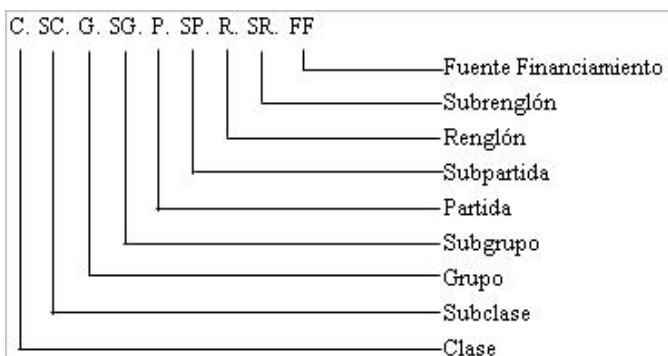 C. SC. G. SG. P. SP. R. SR. FF
Fuente Financiamiento
Subrenglón
Renglón
Subpartida
Partida
Subgrupo
Grupo
Subclase
Clase